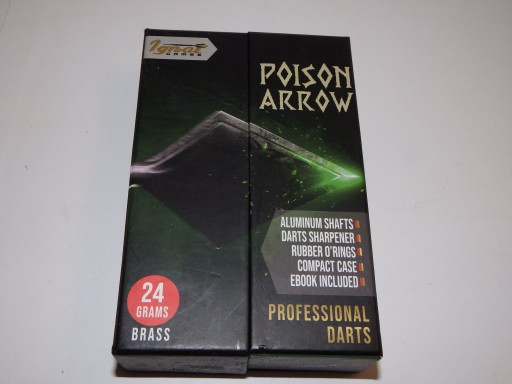 Ignat
GAMES
POISON
ARROW
ALUMINUM SHAFTS
DARTS SHARPENER
RUBBER O'RINGS
COMPACT CASE
EBOOK INCLUDED
24
GRAMS
BRASS
PROFESSIONAL
DARTS